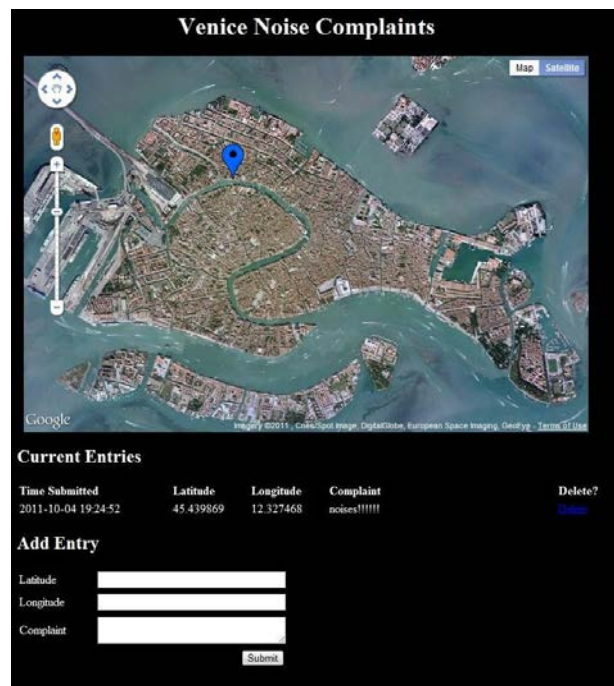 Venice Noise Complaints
Map Satellite
Google
Imagery ©2011 , Cnes/Spot Image, DigitalGlobe, European Space Imaging, GeoEye - Terms of Use
Current Entries
Time Submitted Latitude Longitude Complaint Delete?
2011-10-04 19:24:52 45.439869 12.327468 noises!!!!!! Delete
Add Entry
Latitude
Longitude
Complaint
Submit